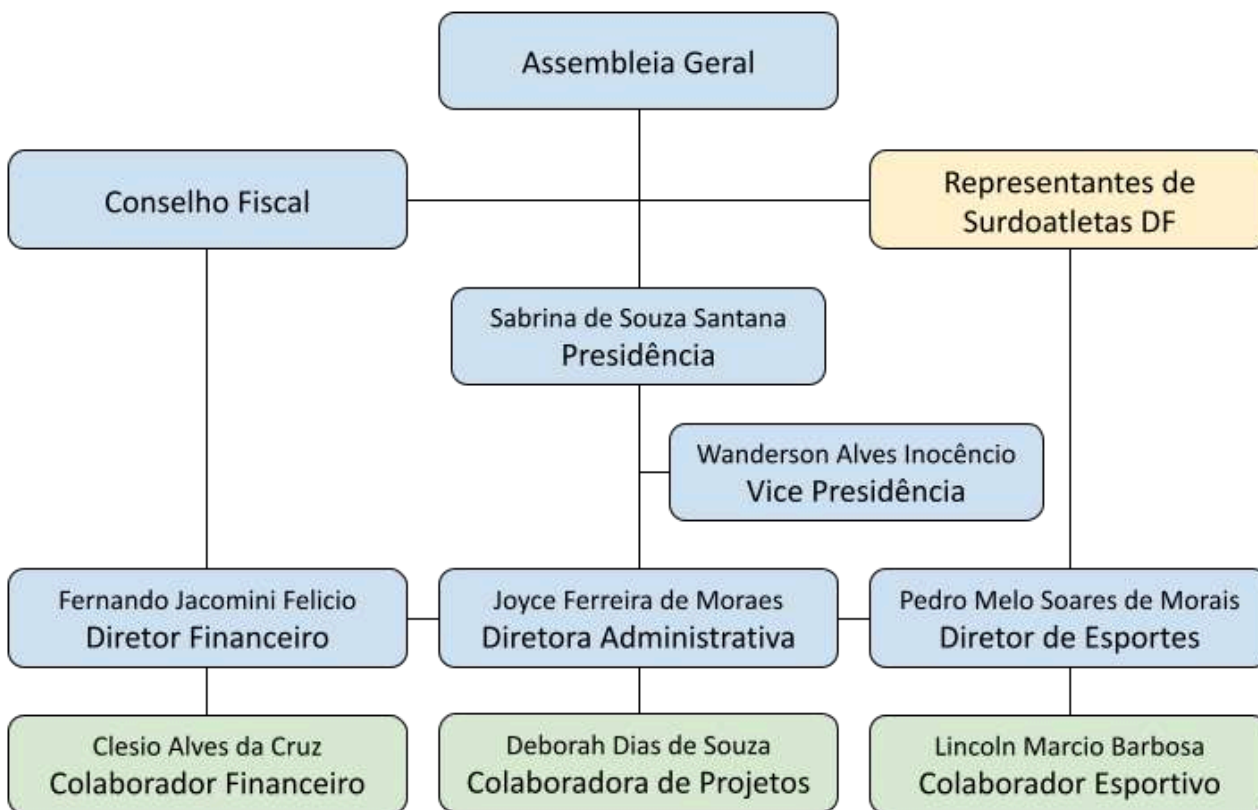 Assembleia Geral
Conselho Fiscal
Representantes de
Surdoatletas DF
Sabrina de Souza Santana
Presidência
Wanderson Alves Inocêncio
Vice Presidência
Fernando Jacomini Felicio
Diretor Financeiro
Joyce Ferreira de Moraes
Diretora Administrativa
Pedro Melo Soares de Morais
Diretor de Esportes
Clesio Alves da Cruz
Colaborador Financeiro
Deborah Dias de Souza
Colaboradora de Projetos
Lincoln Marcio Barbosa
Colaborador Esportivo